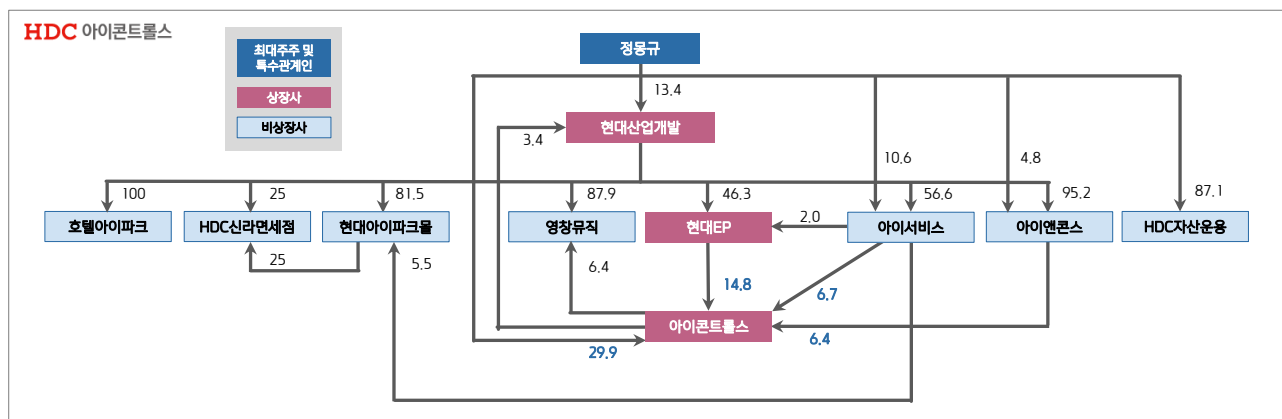 HDC 아이콘트롤스
최대주주 및
특수관계인
상장사
비상장사
정몽규
13.4
현대산업개발
3.4
10.6
4.8
87.1
100
25
81.5
87.9
46.3
56.6
95.2
호텔아이파크
HDC신라면세점
현대아이파크몰
영창뮤직
현대EP
2.0
아이서비스
아이앤콘스
HDC자산운용
25
5.5
6.4
14.8
6.7
아이콘트롤스
29.9
6.4